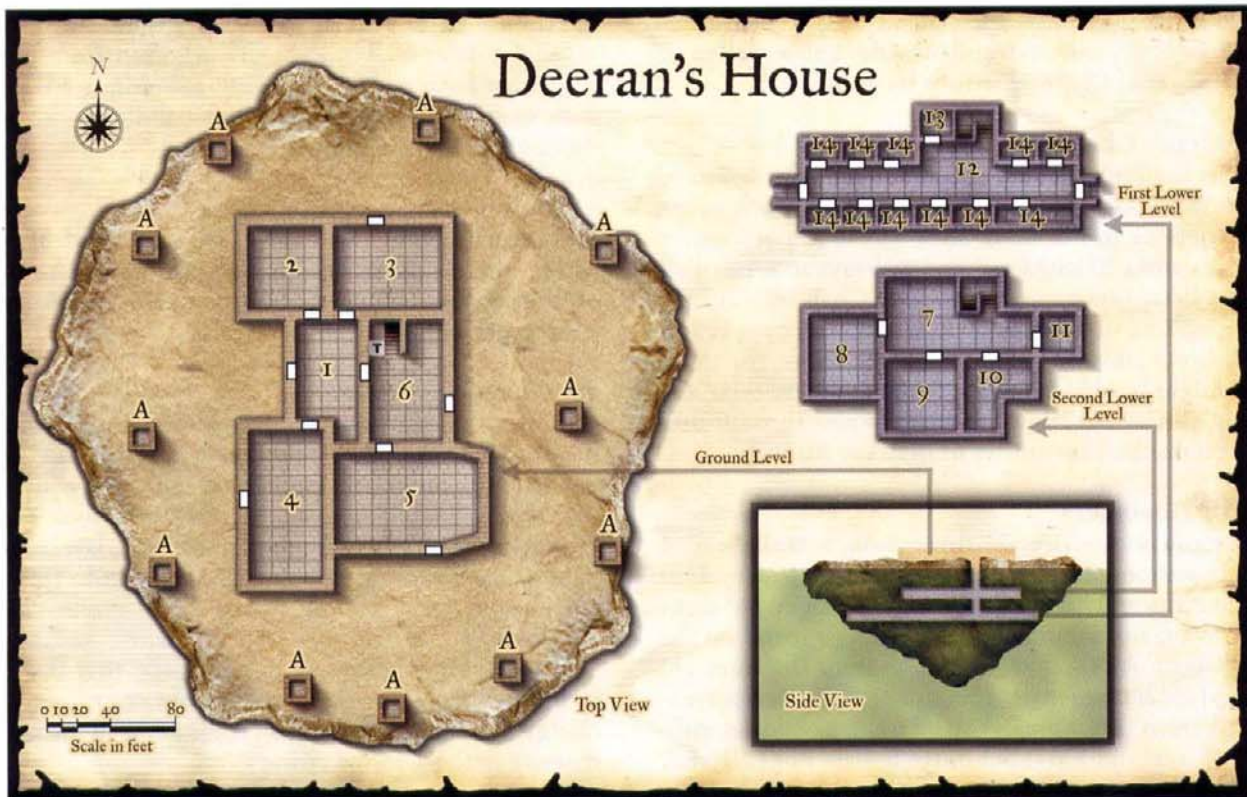 Deeran's House
N
A
A
A
A
A
A
A
A
A
A
A
2
3
T
1
6
4
5
Top View
0 10 20 40 80
Scale in feet
13
14 14 14 14 14
12
14 14 14 14 14 14
First Lower
Level
7
11
8
9
10
Second Lower
Level
Ground Level
Side View